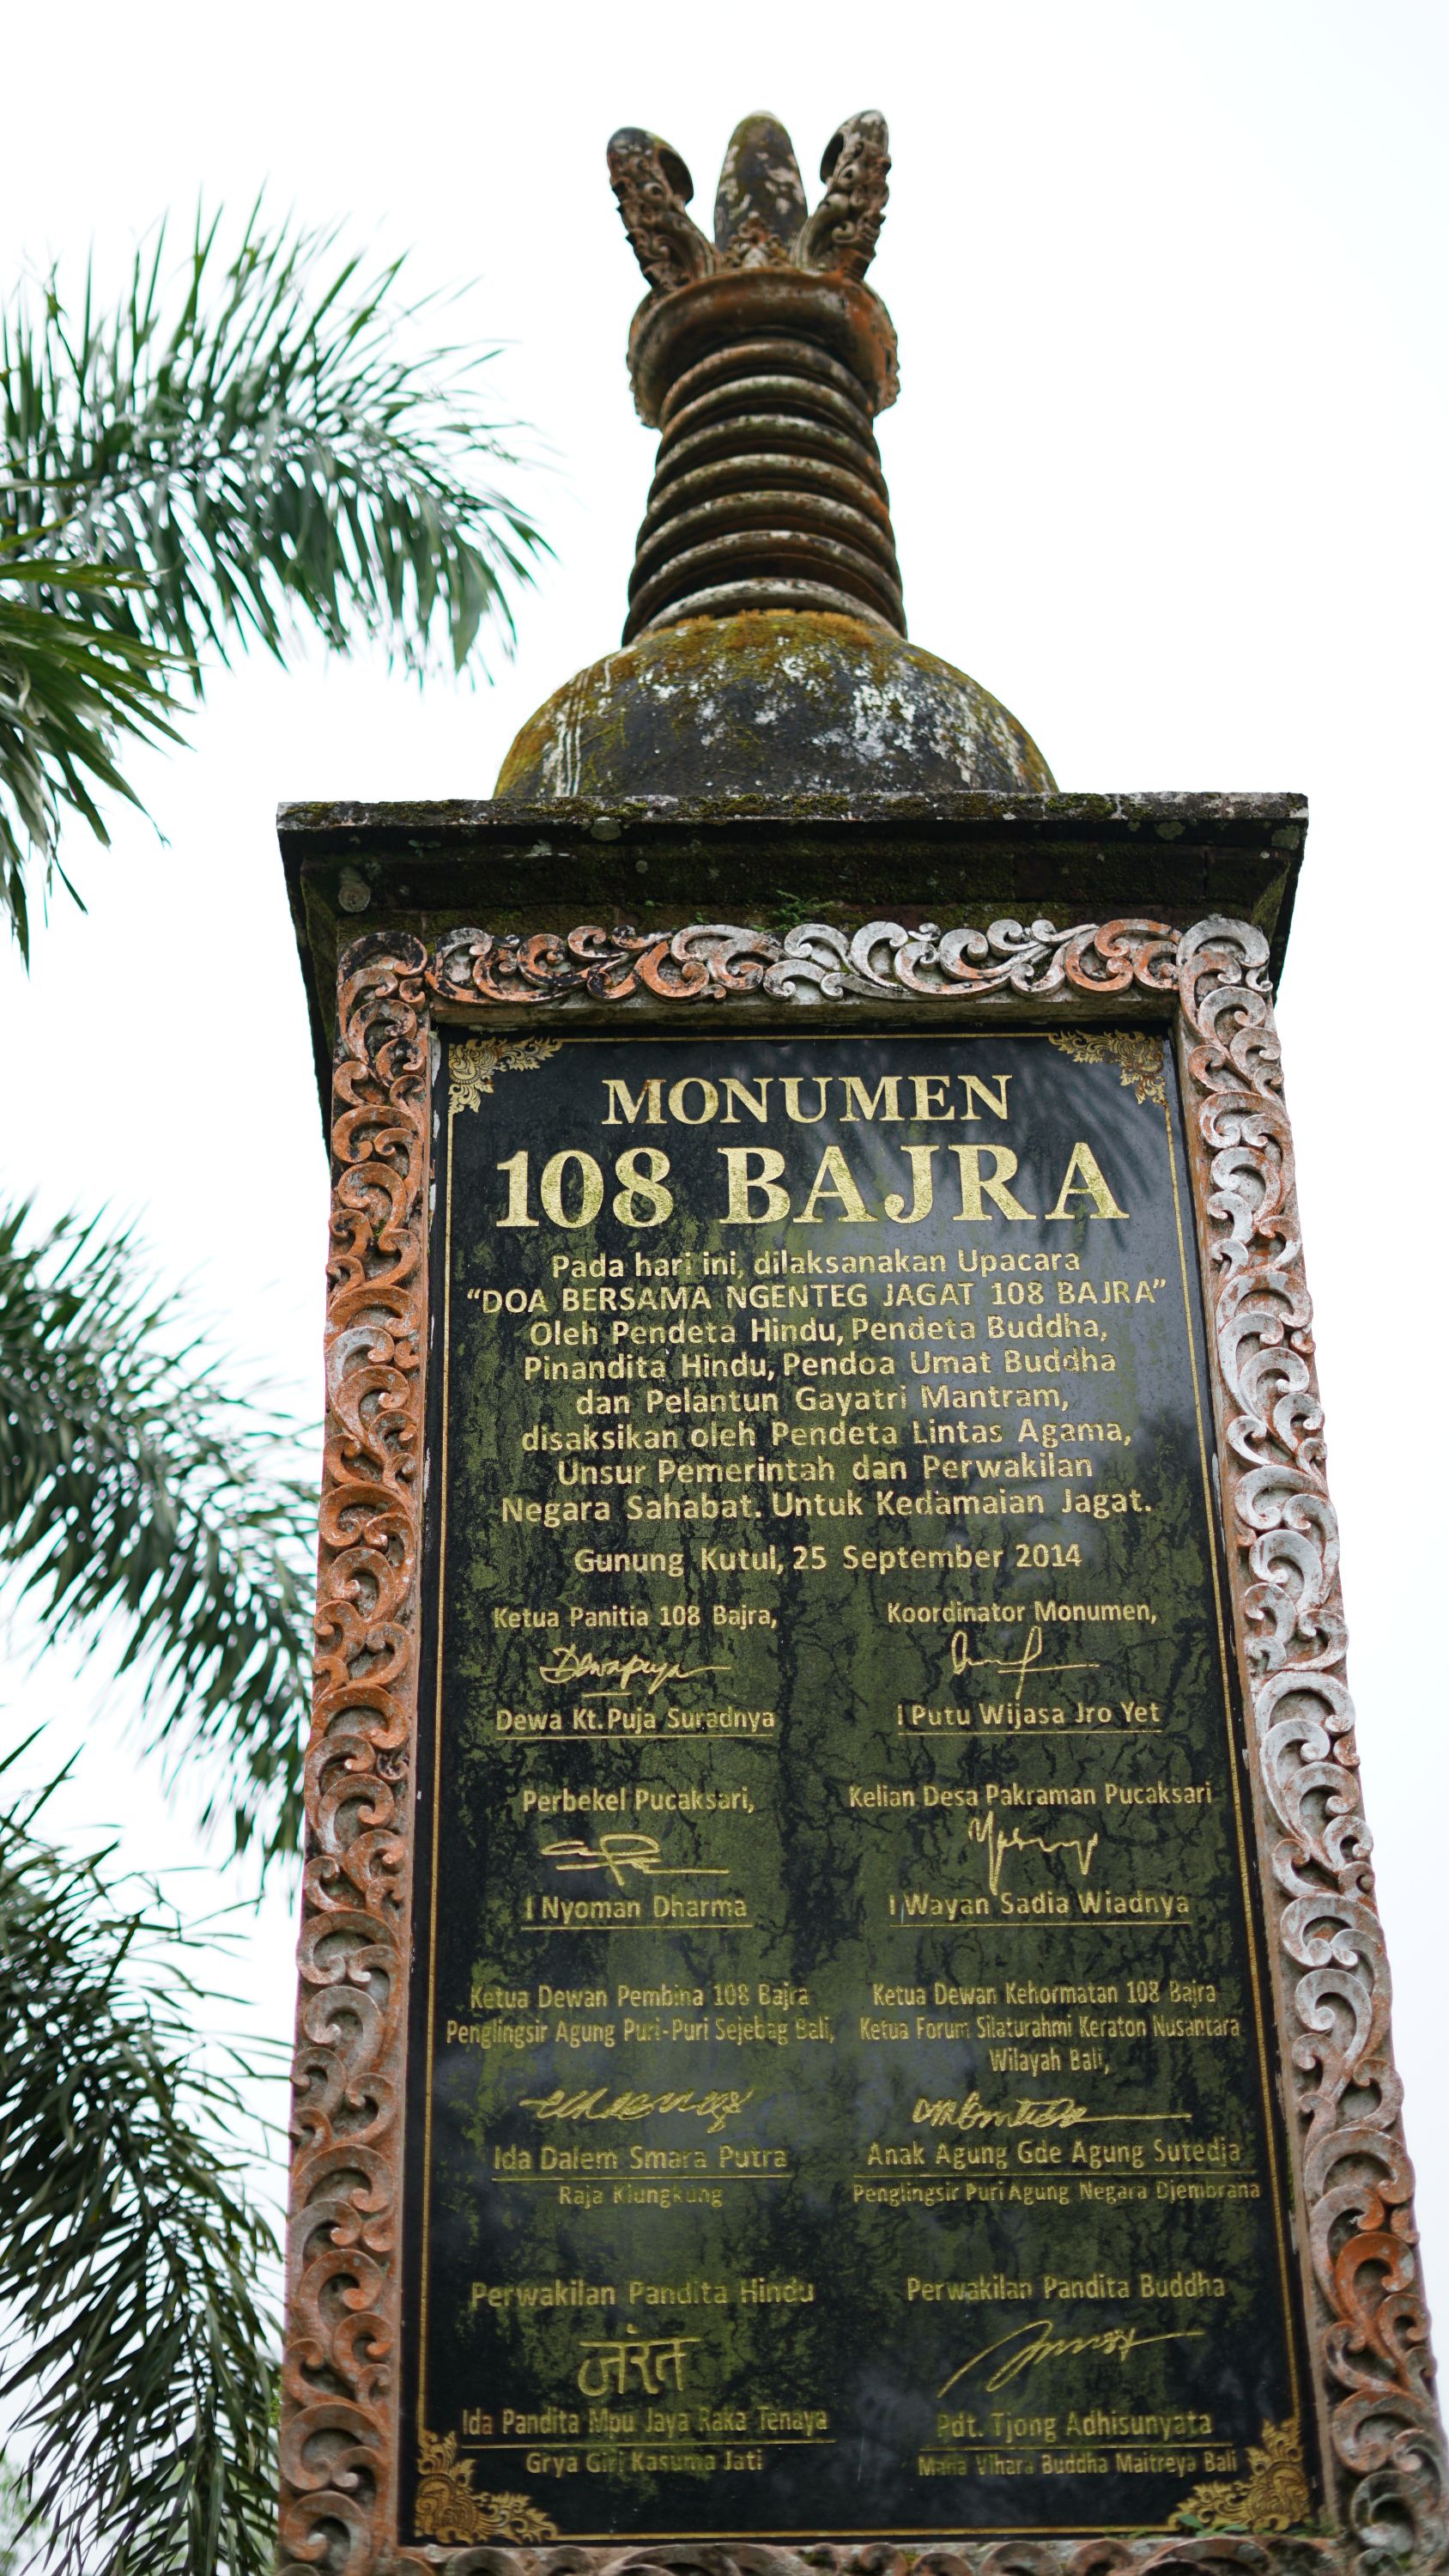 MONUMEN
108 BAJRA
Pada hari ini, dilaksanakan Upacara
“DOA BERSAMA NGENTEG JAGAT 108 BAJRA”
Oleh Pendeta Hindu, Pendeta Buddha,
Pinandita Hindu, Pendoa Umat Buddha
dan Pelantun Gayatri Mantram,
disaksikan oleh Pendeta Lintas Agama,
Unsur Pemerintah dan Perwakilan
Negara Sahabat. Untuk Kedamaian Jagat.
Gunung Kutul, 25 September 2014
Ketua Panitia 108 Bajra,
Dewa Kt. Puja Suradnya
Koordinator Monumen,
I Putu Wijasa Jro Yet
Perbekel Pucaksari,
I Nyoman Dharma
Kelian Desa Pakraman Pucaksari
I Wayan Sadia Wiadnya
Ketua Dewan Pembina 108 Bajra
Penglingsir Agung Puri-Puri Sejebag Bali,
Ida Dalem Smara Putra
Raja Klungkung
Ketua Dewan Kehormatan 108 Bajra
Ketua Forum Silaturahmi Keraton Nusantara
Wilayah Bali,
Anak Agung Gde Agung Sutedja
Penglingsir Puri Agung Negara Djembrana
Perwakilan Pandita Hindu
Ida Pandita Mpu Jaya Raka Tenaya
Grya Giri Kasuma Jati
Perwakilan Pandita Buddha
Pdt. Tjong Adhisunyata
Maha Vihara Buddha Maitreya Bali